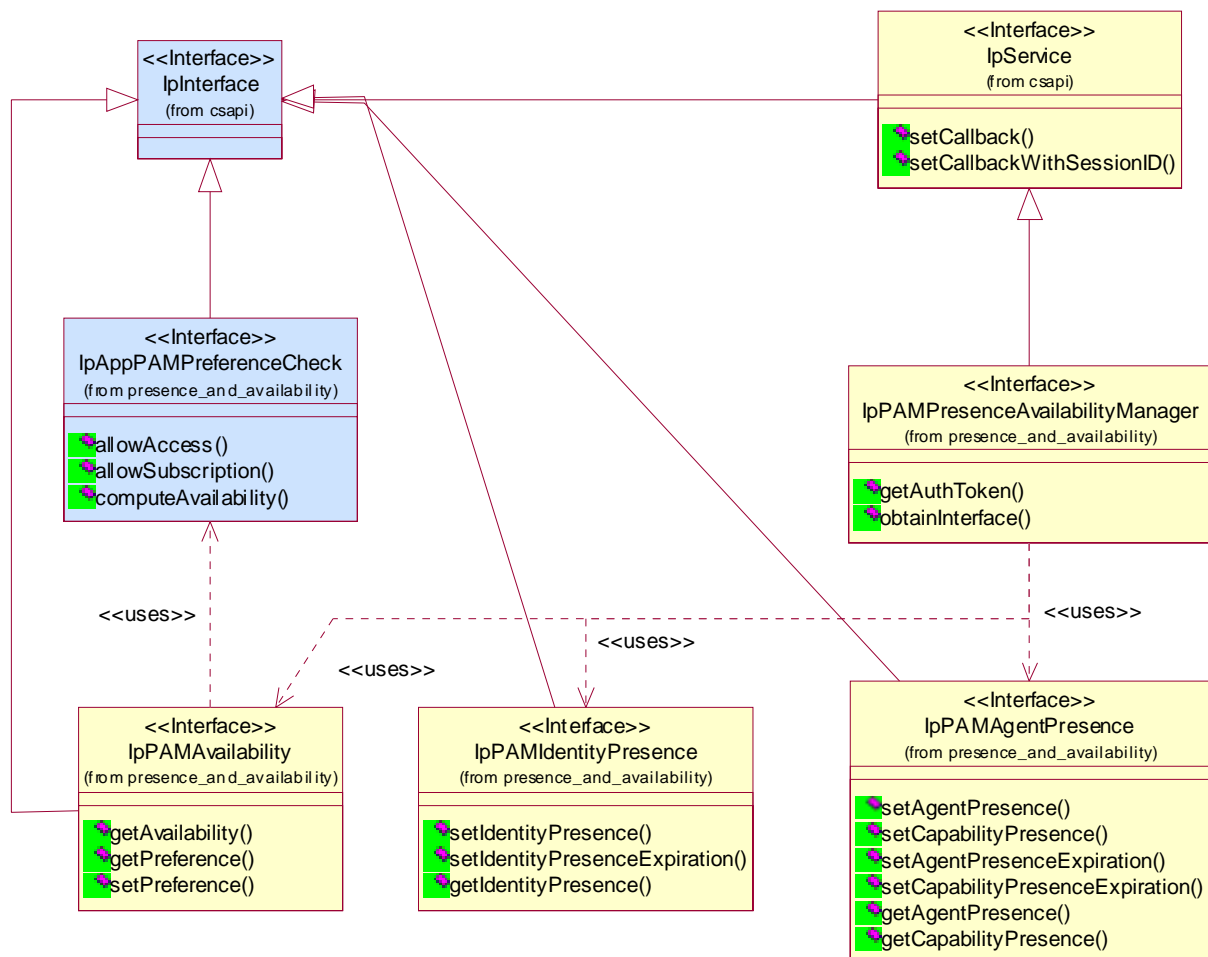 <<Interface>>
IpInterface
(from csapi)
<<Interface>>
IpService
(from csapi)
setCallback()
setCallbackWithSessionID()
<<Interface>>
IpAppPAMPreferenceCheck
(from presence_and_availability)
allowAccess()
allowSubscription()
computeAvailability()
<<Interface>>
IpPAMPresenceAvailabilityManager
(from presence_and_availability)
getAuthToken()
obtainInterface()
<<uses>>
<<uses>>
<<uses>>
<<uses>>
<<Interface>>
IpPAMAvailability
(from presence_and_availability)
getAvailability()
getPreference()
setPreference()
<<Interface>>
IpPAMIdentityPresence
(from presence_and_availability)
setIdentityPresence()
setIdentityPresenceExpiration()
getIdentityPresence()
<<Interface>>
IpPAMAgentPresence
(from presence_and_availability)
setAgentPresence()
setCapabilityPresence()
setAgentPresenceExpiration()
setCapabilityPresenceExpiration()
getAgentPresence()
getCapabilityPresence()